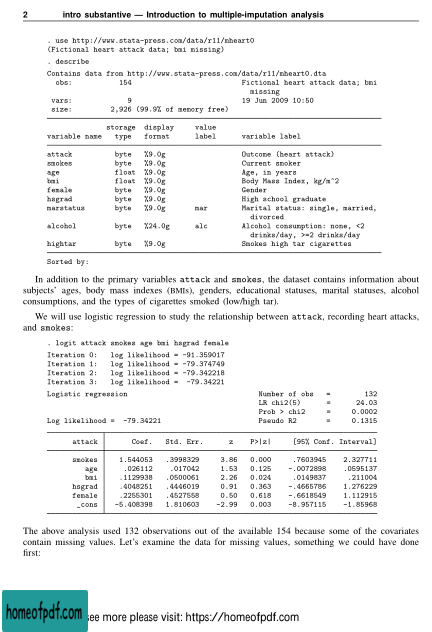 2 intro substantive — Introduction to multiple-imputation analysis
. use http://www.stata-press.com/data/r11/mheart0
(Fictional heart attack data; bmi missing)
. describe
Contains data from http://www.stata-press.com/data/r11/mheart0.dta
obs: 154 Fictional heart attack data; bmi
missing
vars: 9 19 Jun 2009 10:50
size: 2,926 (99.9% of memory free)
storage display value
variable name type format label variable label
attack byte %9.0g Outcome (heart attack)
smokes byte %9.0g Current smoker
age float %9.0g Age, in years
bmi float %9.0g Body Mass Index, kg/m^2
female byte %9.0g Gender
hsgrad byte %9.0g High school graduate
marstatus byte %9.0g mar Marital status: single, married,
divorced
alcohol byte %24.0g alc Alcohol consumption: none, <2
drinks/day, >=2 drinks/day
hightar byte %9.0g Smokes high tar cigarettes
Sorted by:
In addition to the primary variables attack and smokes, the dataset contains information about
subjects' ages, body mass indexes (BMIs), genders, educational statuses, marital statuses, alcohol
consumptions, and the types of cigarettes smoked (low/high tar).
We will use logistic regression to study the relationship between attack, recording heart attacks,
and smokes:
. logit attack smokes age bmi hsgrad female
Iteration 0: log likelihood = -91.359017
Iteration 1: log likelihood = -79.374749
Iteration 2: log likelihood = -79.342218
Iteration 3: log likelihood = -79.34221
Logistic regression Number of obs = 132
LR chi2(5) = 24.03
Prob > chi2 = 0.0002
Log likelihood = -79.34221 Pseudo R2 = 0.1315
attack Coef. Std. Err. z P>|z| [95% Conf. Interval]
smokes 1.544053 .3998329 3.86 0.000 .7603945 2.327711
age .026112 .017042 1.53 0.125 -.0072898 .0595137
bmi .1129938 .0500061 2.26 0.024 .0149837 .211004
hsgrad .4048251 .4446019 0.91 0.363 -.4665786 1.276229
female .2255301 .4527558 0.50 0.618 -.6618549 1.112915
_cons -5.408398 1.810603 -2.99 0.003 -8.957115 -1.85968
The above analysis used 132 observations out of the available 154 because some of the covariates
contain missing values. Let's examine the data for missing values, something we could have done
first:
homeofpdf.com see more please visit: https://homeofpdf.com